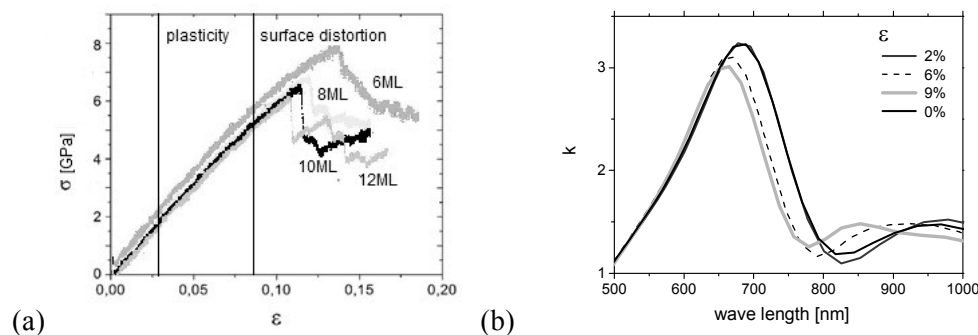 plasticity
surface distortion
8
6
4
2
0
σ [GPa]
6ML
8ML
10ML
12ML
0,00
0,05
0,10
0,15
0,20
ε
(a)
ε
2%
6%
9%
0%
3
2
1
k
500
600
700
800
900
1000
wave length [nm]
(b)